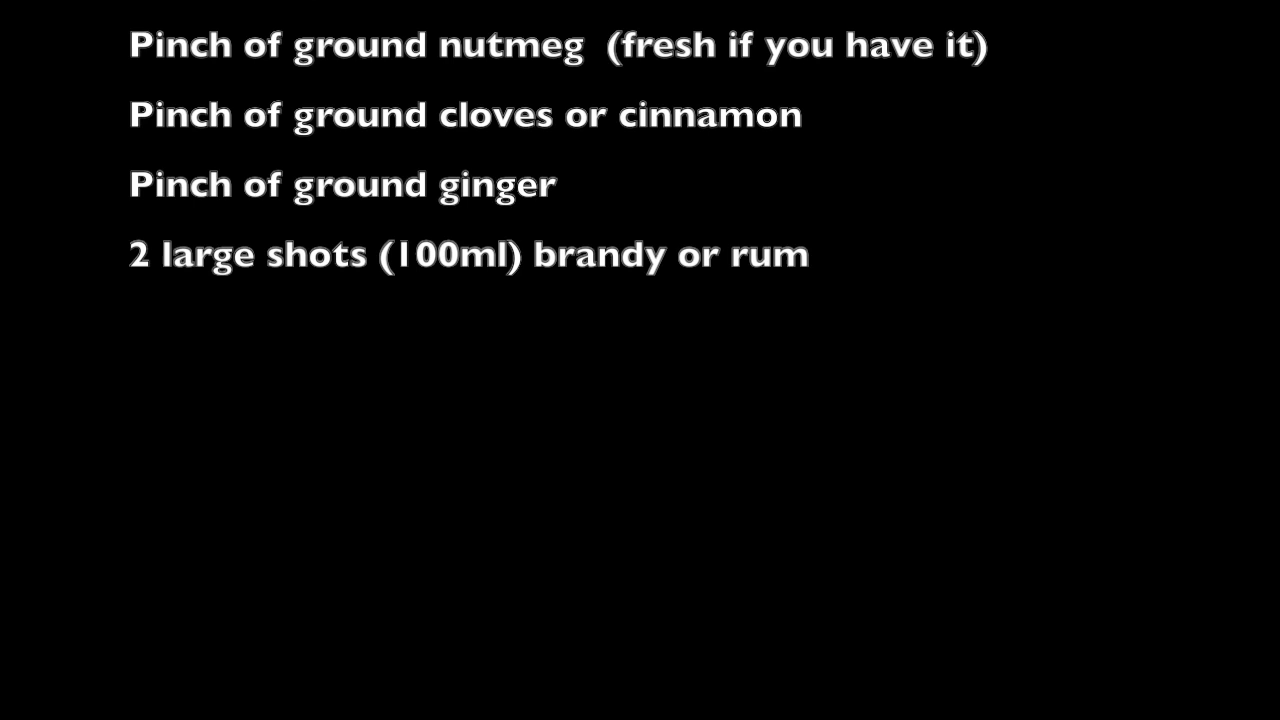 Pinch of ground nutmeg  (fresh if you have it)
Pinch of ground cloves or cinnamon
Pinch of ground ginger
2 large shots (100ml) brandy or rum